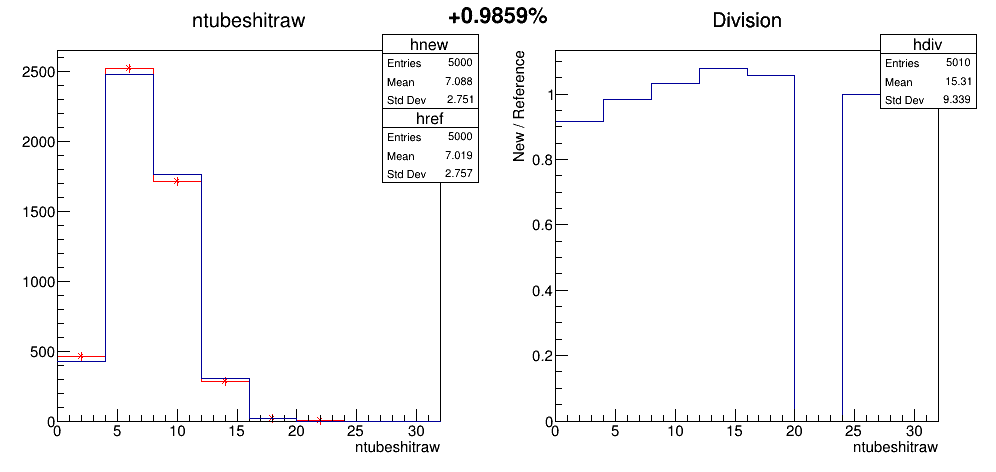 +0.9859%
ntubeshitraw
hnew
Entries 5000
Mean 7.088
Std Dev 2.751
href
Entries 5000
Mean 7.019
Std Dev 2.757
2500
2000
1500
1000
500
0
0 5 10 15 20 25 30
ntubeshitraw
Division
hdiv
Entries 5010
Mean 15.31
Std Dev 9.339
New / Reference
1
0.8
0.6
0.4
0.2
0
0 5 10 15 20 25 30
ntubeshitraw